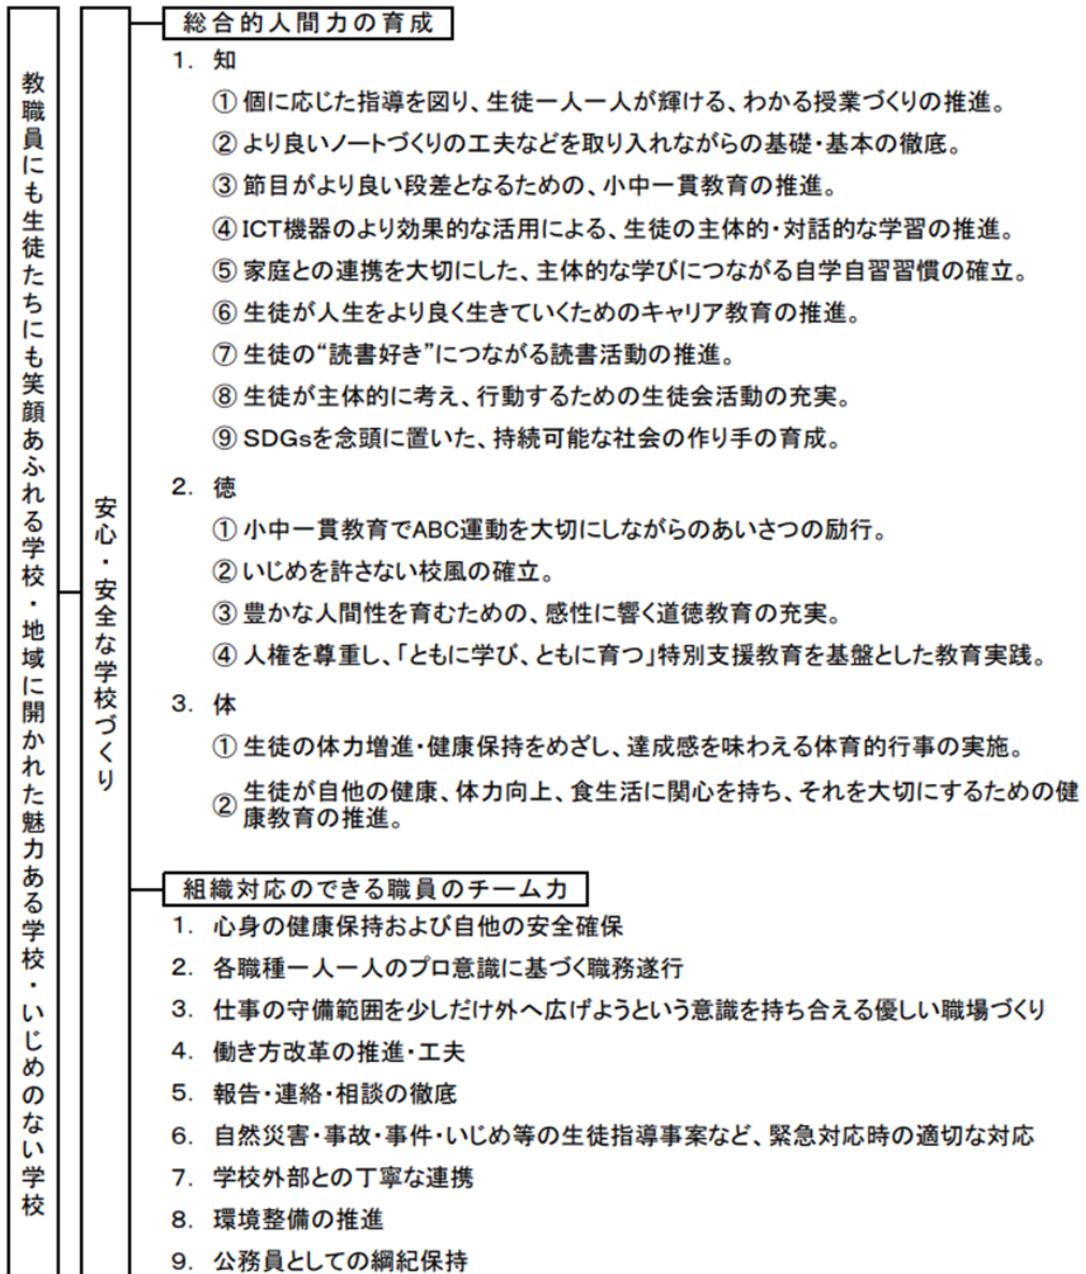 教職員にも生徒たちにも笑顔あふれる学校・地域に開かれた魅力ある学校・いじめのない学校
安心・安全な学校づくり
総合的人間力の育成
1. 知
① 個に応じた指導を図り、生徒一人一人が輝ける、わかる授業づくりの推進。
② より良いノートづくりの工夫などを取り入れながらの基礎・基本の徹底。
③ 節目がより良い段差となるための、小中一貫教育の推進。
④ ICT機器のより効果的な活用による、生徒の主体的・対話的な学習の推進。
⑤ 家庭との連携を大切にした、主体的な学びにつながる自学自習習慣の確立。
⑥ 生徒が人生をより良く生きていくためのキャリア教育の推進。
⑦ 生徒の“読書好き”につながる読書活動の推進。
⑧ 生徒が主体的に考え、行動するための生徒会活動の充実。
⑨ SDGsを念頭に置いた、持続可能な社会の作り手の育成。
2. 徳
① 小中一貫教育でABC運動を大切にしながらのあいさつの励行。
② いじめを許さない校風の確立。
③ 豊かな人間性を育むための、感性に響く道徳教育の充実。
④ 人権を尊重し、「ともに学び、ともに育つ」特別支援教育を基盤とした教育実践。
3. 体
① 生徒の体力増進・健康保持をめざし、達成感を味わえる体育的行事の実施。
② 生徒が自他の健康、体力向上、食生活に関心を持ち、それを大切にするための健
康教育の推進。
組織対応のできる職員のチーム力
1. 心身の健康保持および自他の安全確保
2. 各職種一人一人のプロ意識に基づく職務遂行
3. 仕事の守備範囲を少しだけ外へ広げようという意識を持ち合える優しい職場づくり
4. 働き方改革の推進・工夫
5. 報告・連絡・相談の徹底
6. 自然災害・事故・事件・いじめ等の生徒指導事案など、緊急対応時の適切な対応
7. 学校外部との丁寧な連携
8. 環境整備の推進
9. 公務員としての綱紀保持